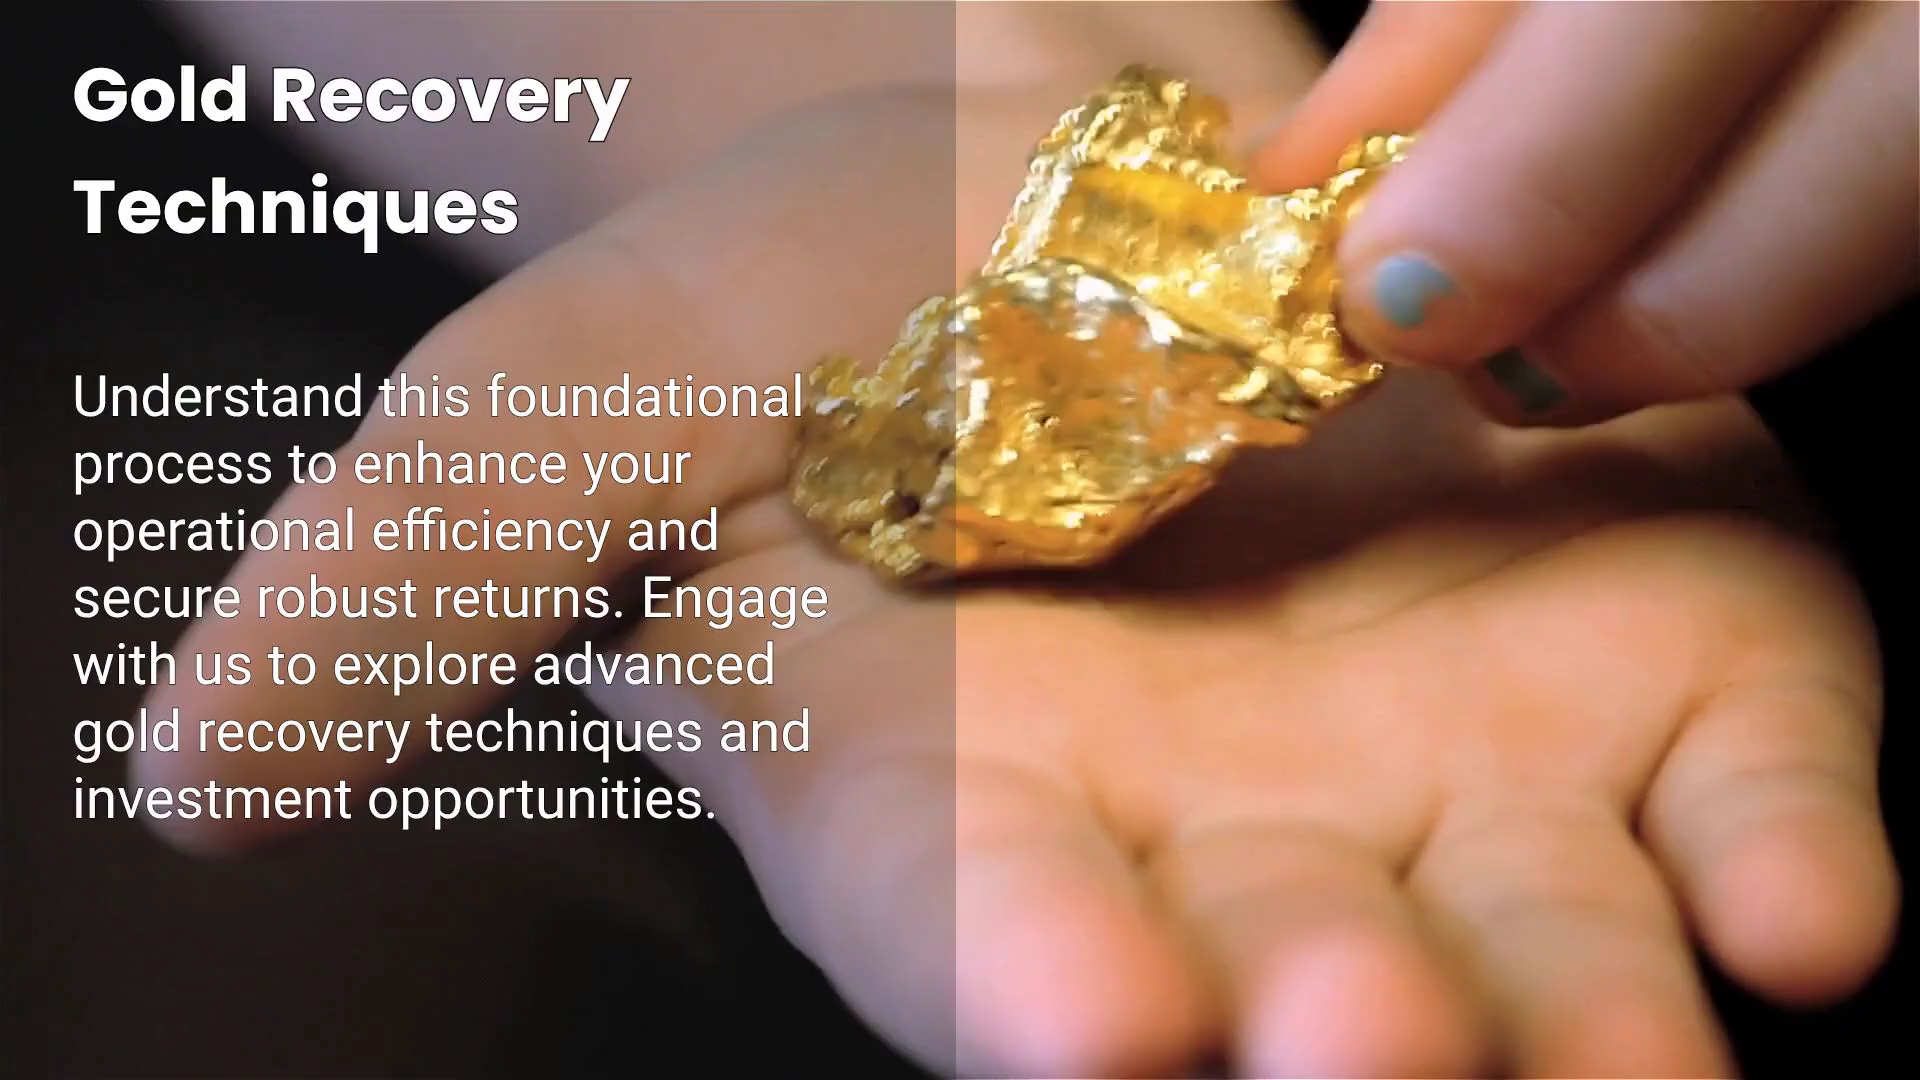 Gold Recovery
Techniques
Understand this foundational
process to enhance your
operational efficiency and
secure robust returns. Engage
with us to explore advanced
gold recovery techniques and
investment opportunities.